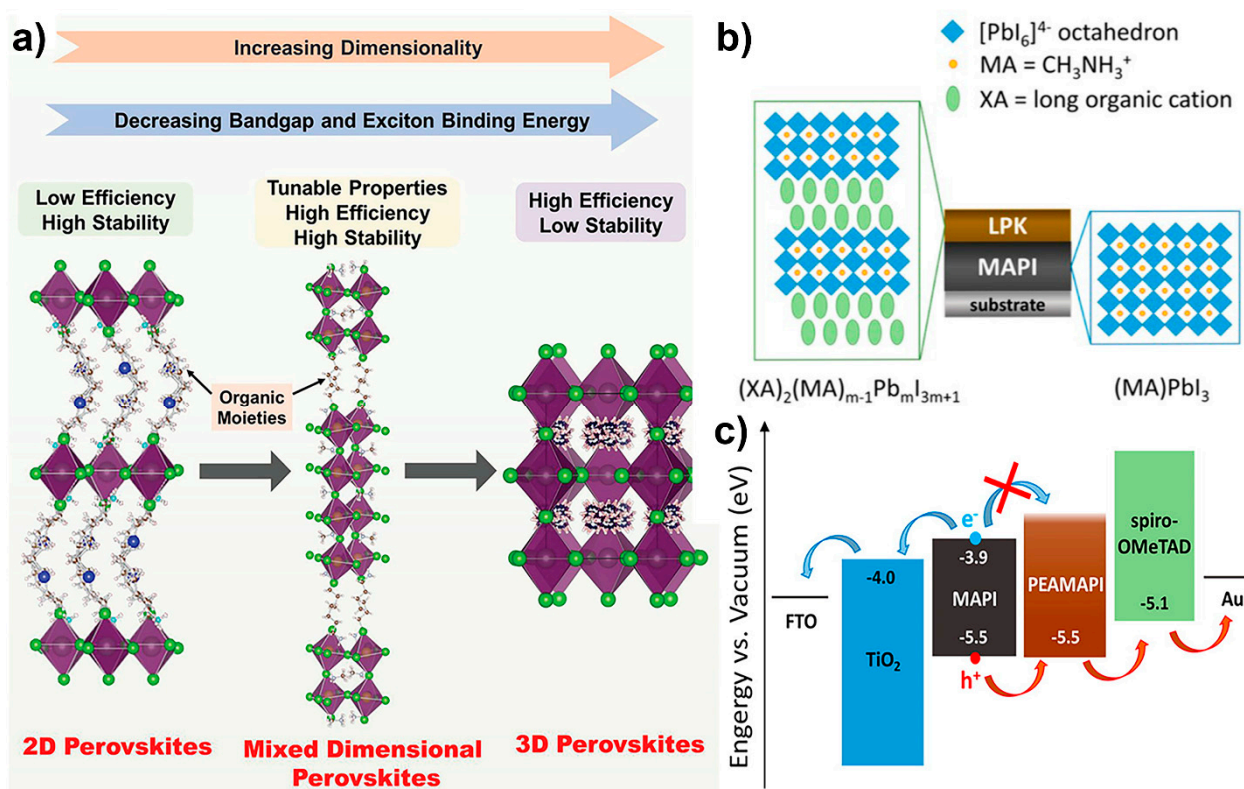 a)
Increasing Dimensionality
Decreasing Bandgap and Exciton Binding Energy
Low Efficiency
High Stability
Tunable Properties
High Efficiency
High Stability
High Efficiency
Low Stability
Organic
Moieties
2D Perovskites
Mixed Dimensional
Perovskites
3D Perovskites
b)
[PbI₆]⁴⁻ octahedron
MA = CH₃NH₃⁺
XA = long organic cation
LPK
MAPI
substrate
(XA)₂(MA)ₘ₋₁PbₘI₃ₘ₊₁
(MA)PbI₃
c)
Engergy vs. Vacuum (eV)
FTO
-4.0
TiO₂
e⁻
-3.9
MAPI
-5.5
h⁺
PEAMAPI
-5.5
spiro-
OMeTAD
-5.1
Au